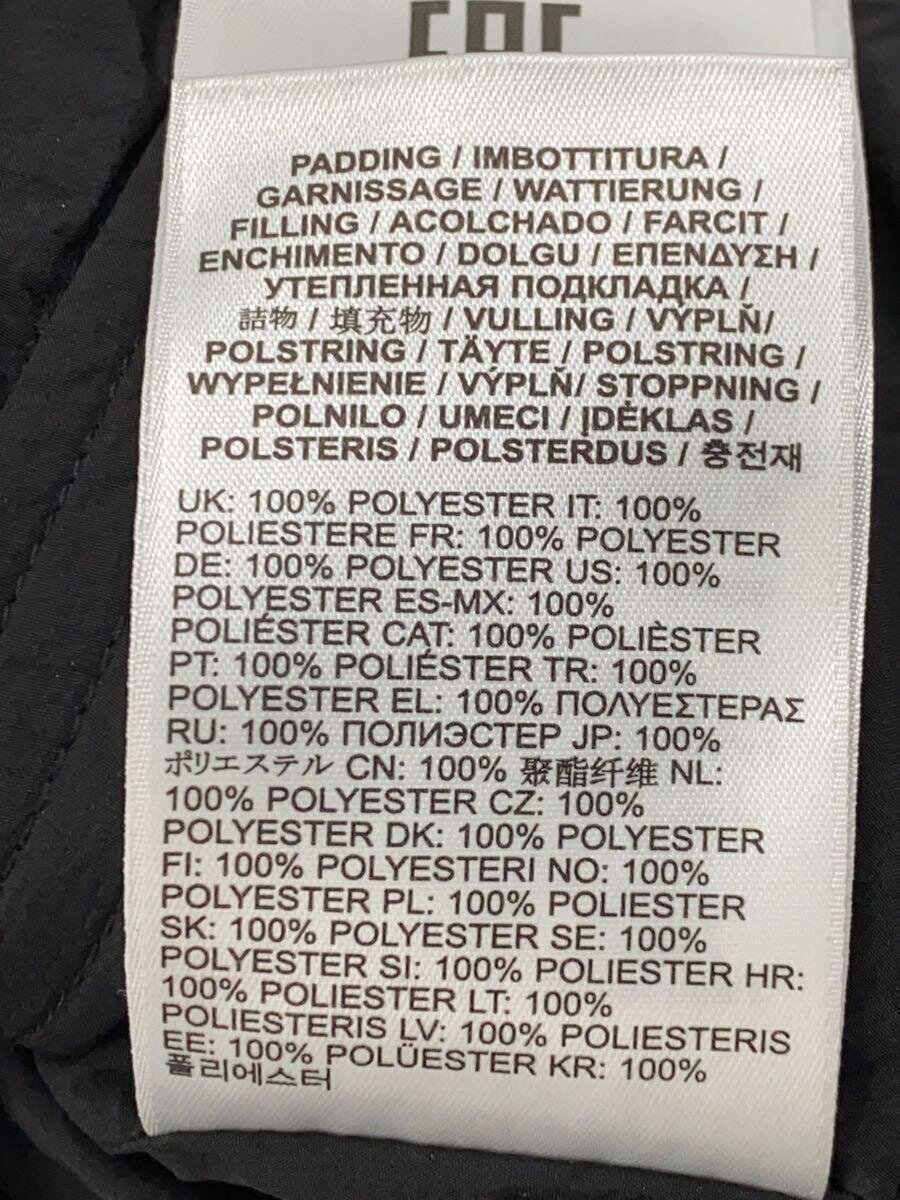 PADDING / IMBOTTITURA /
GARNISSAGE / WATTIERUNG /
FILLING / ACOLCHADO / FARCIT /
ENCHIMENTO / DOLGU / ΕΠΕΝΔΥΣΗ /
УТЕПЛЕННАЯ ПОДКЛАДКА /
詰物 / 填充物 / VULLING / VÝPLŇ/
POLSTRING / TÄYTE / POLSTRING /
WYPEŁNIENIE / VÝPLŇ/ STOPPNING /
POLNILO / UMECI / ĮDĖKLAS /
POLSTERIS / POLSTERDUS / 충전재
UK: 100% POLYESTER IT: 100%
POLIESTERE FR: 100% POLYESTER
DE: 100% POLYESTER US: 100%
POLYESTER ES-MX: 100%
POLIÉSTER CAT: 100% POLIÈSTER
PT: 100% POLIÉSTER TR: 100%
POLYESTER EL: 100% ΠΟΛΥΕΣΤΕΡΑΣ
RU: 100% ПОЛИЭСТЕР JP: 100%
ポリエステル CN: 100% 聚酯纤维 NL:
100% POLYESTER CZ: 100%
POLYESTER DK: 100% POLYESTER
FI: 100% POLYESTERI NO: 100%
POLYESTER PL: 100% POLIESTER
SK: 100% POLYESTER SE: 100%
POLYESTER SI: 100% POLIESTER HR:
100% POLIESTER LT: 100%
POLIESTERIS LV: 100% POLIESTERIS
EE: 100% POLÜESTER KR: 100%
폴리에스터